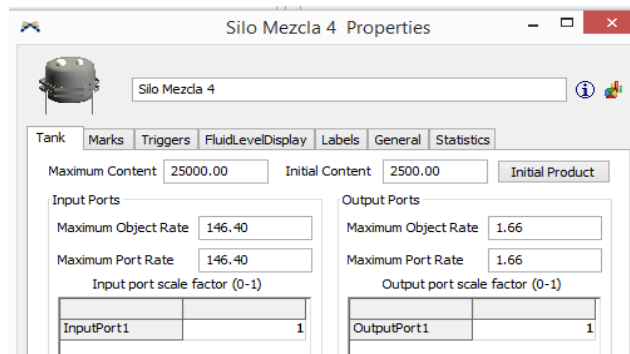 Silo Mezcla 4 Properties
Silo Mezcla 4
Tank Marks Triggers FluidLevelDisplay Labels General Statistics
Maximum Content 25000.00 Initial Content 2500.00 Initial Product
Input Ports Output Ports
Maximum Object Rate 146.40 Maximum Object Rate 1.66
Maximum Port Rate 146.40 Maximum Port Rate 1.66
Input port scale factor (0-1) Output port scale factor (0-1)
InputPort1 1 OutputPort1 1